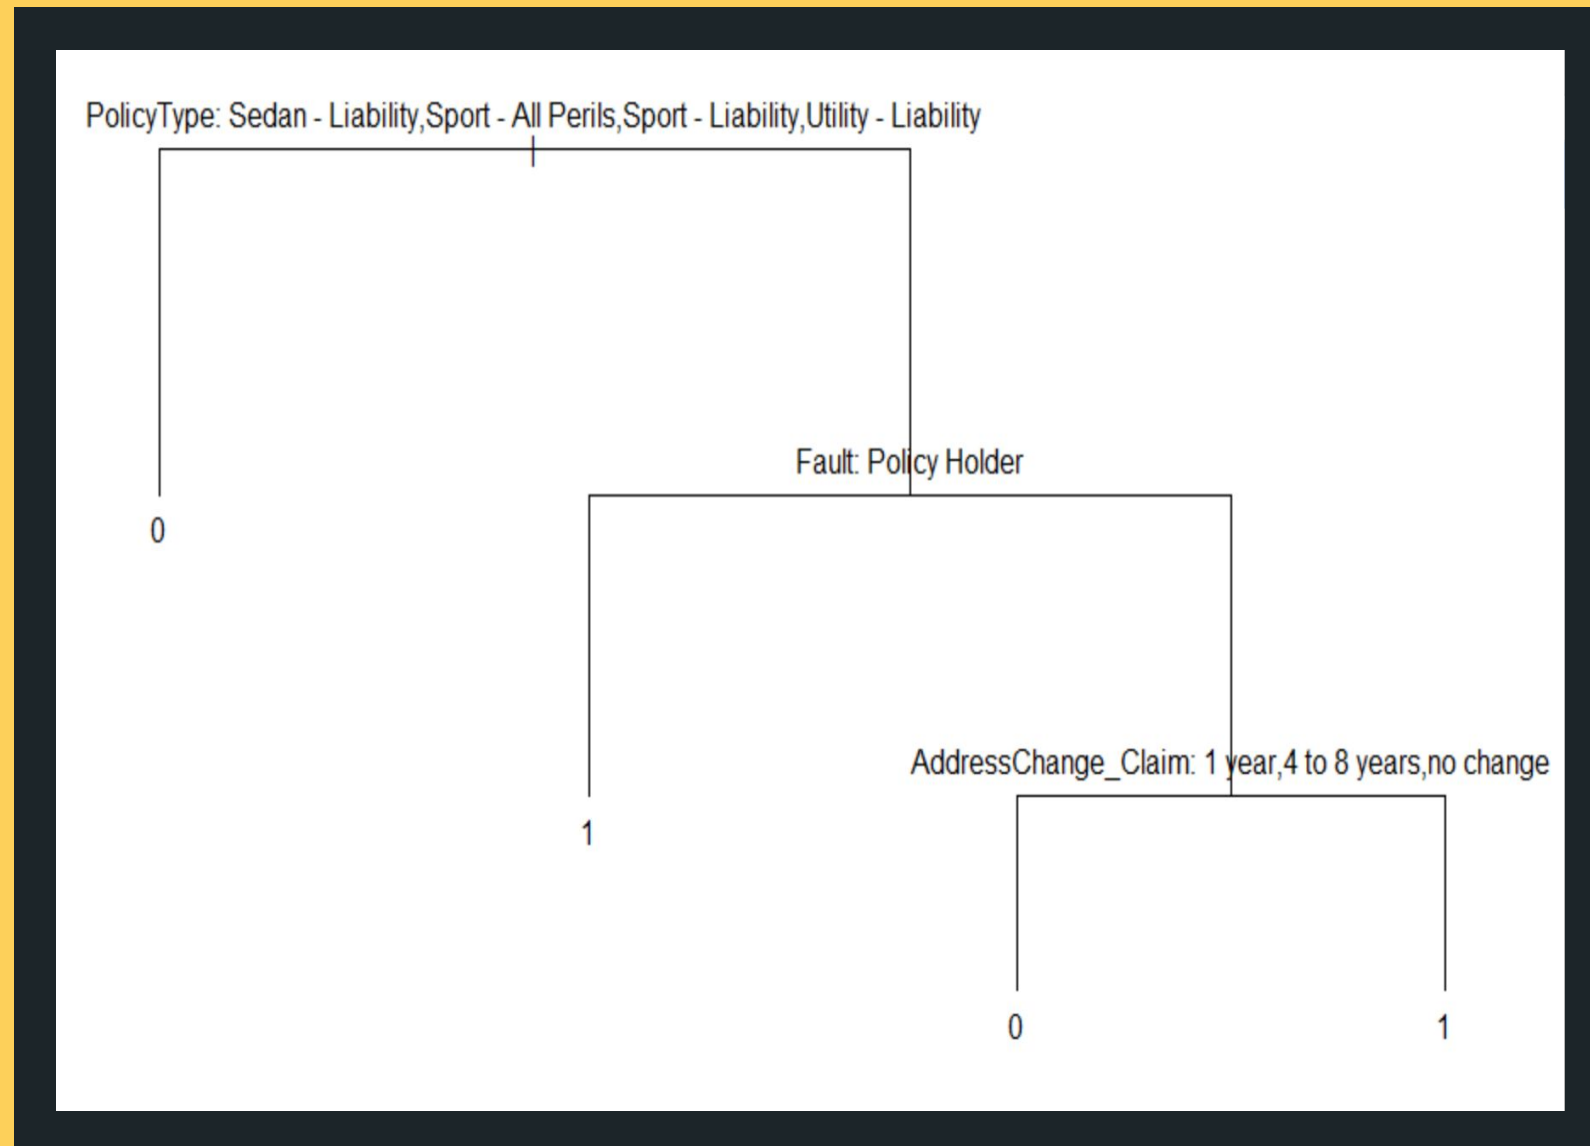 PolicyType: Sedan - Liability,Sport - All Perils,Sport - Liability,Utility - Liability
Fault: Policy Holder
0
AddressChange_Claim: 1 year,4 to 8 years,no change
1
0
1